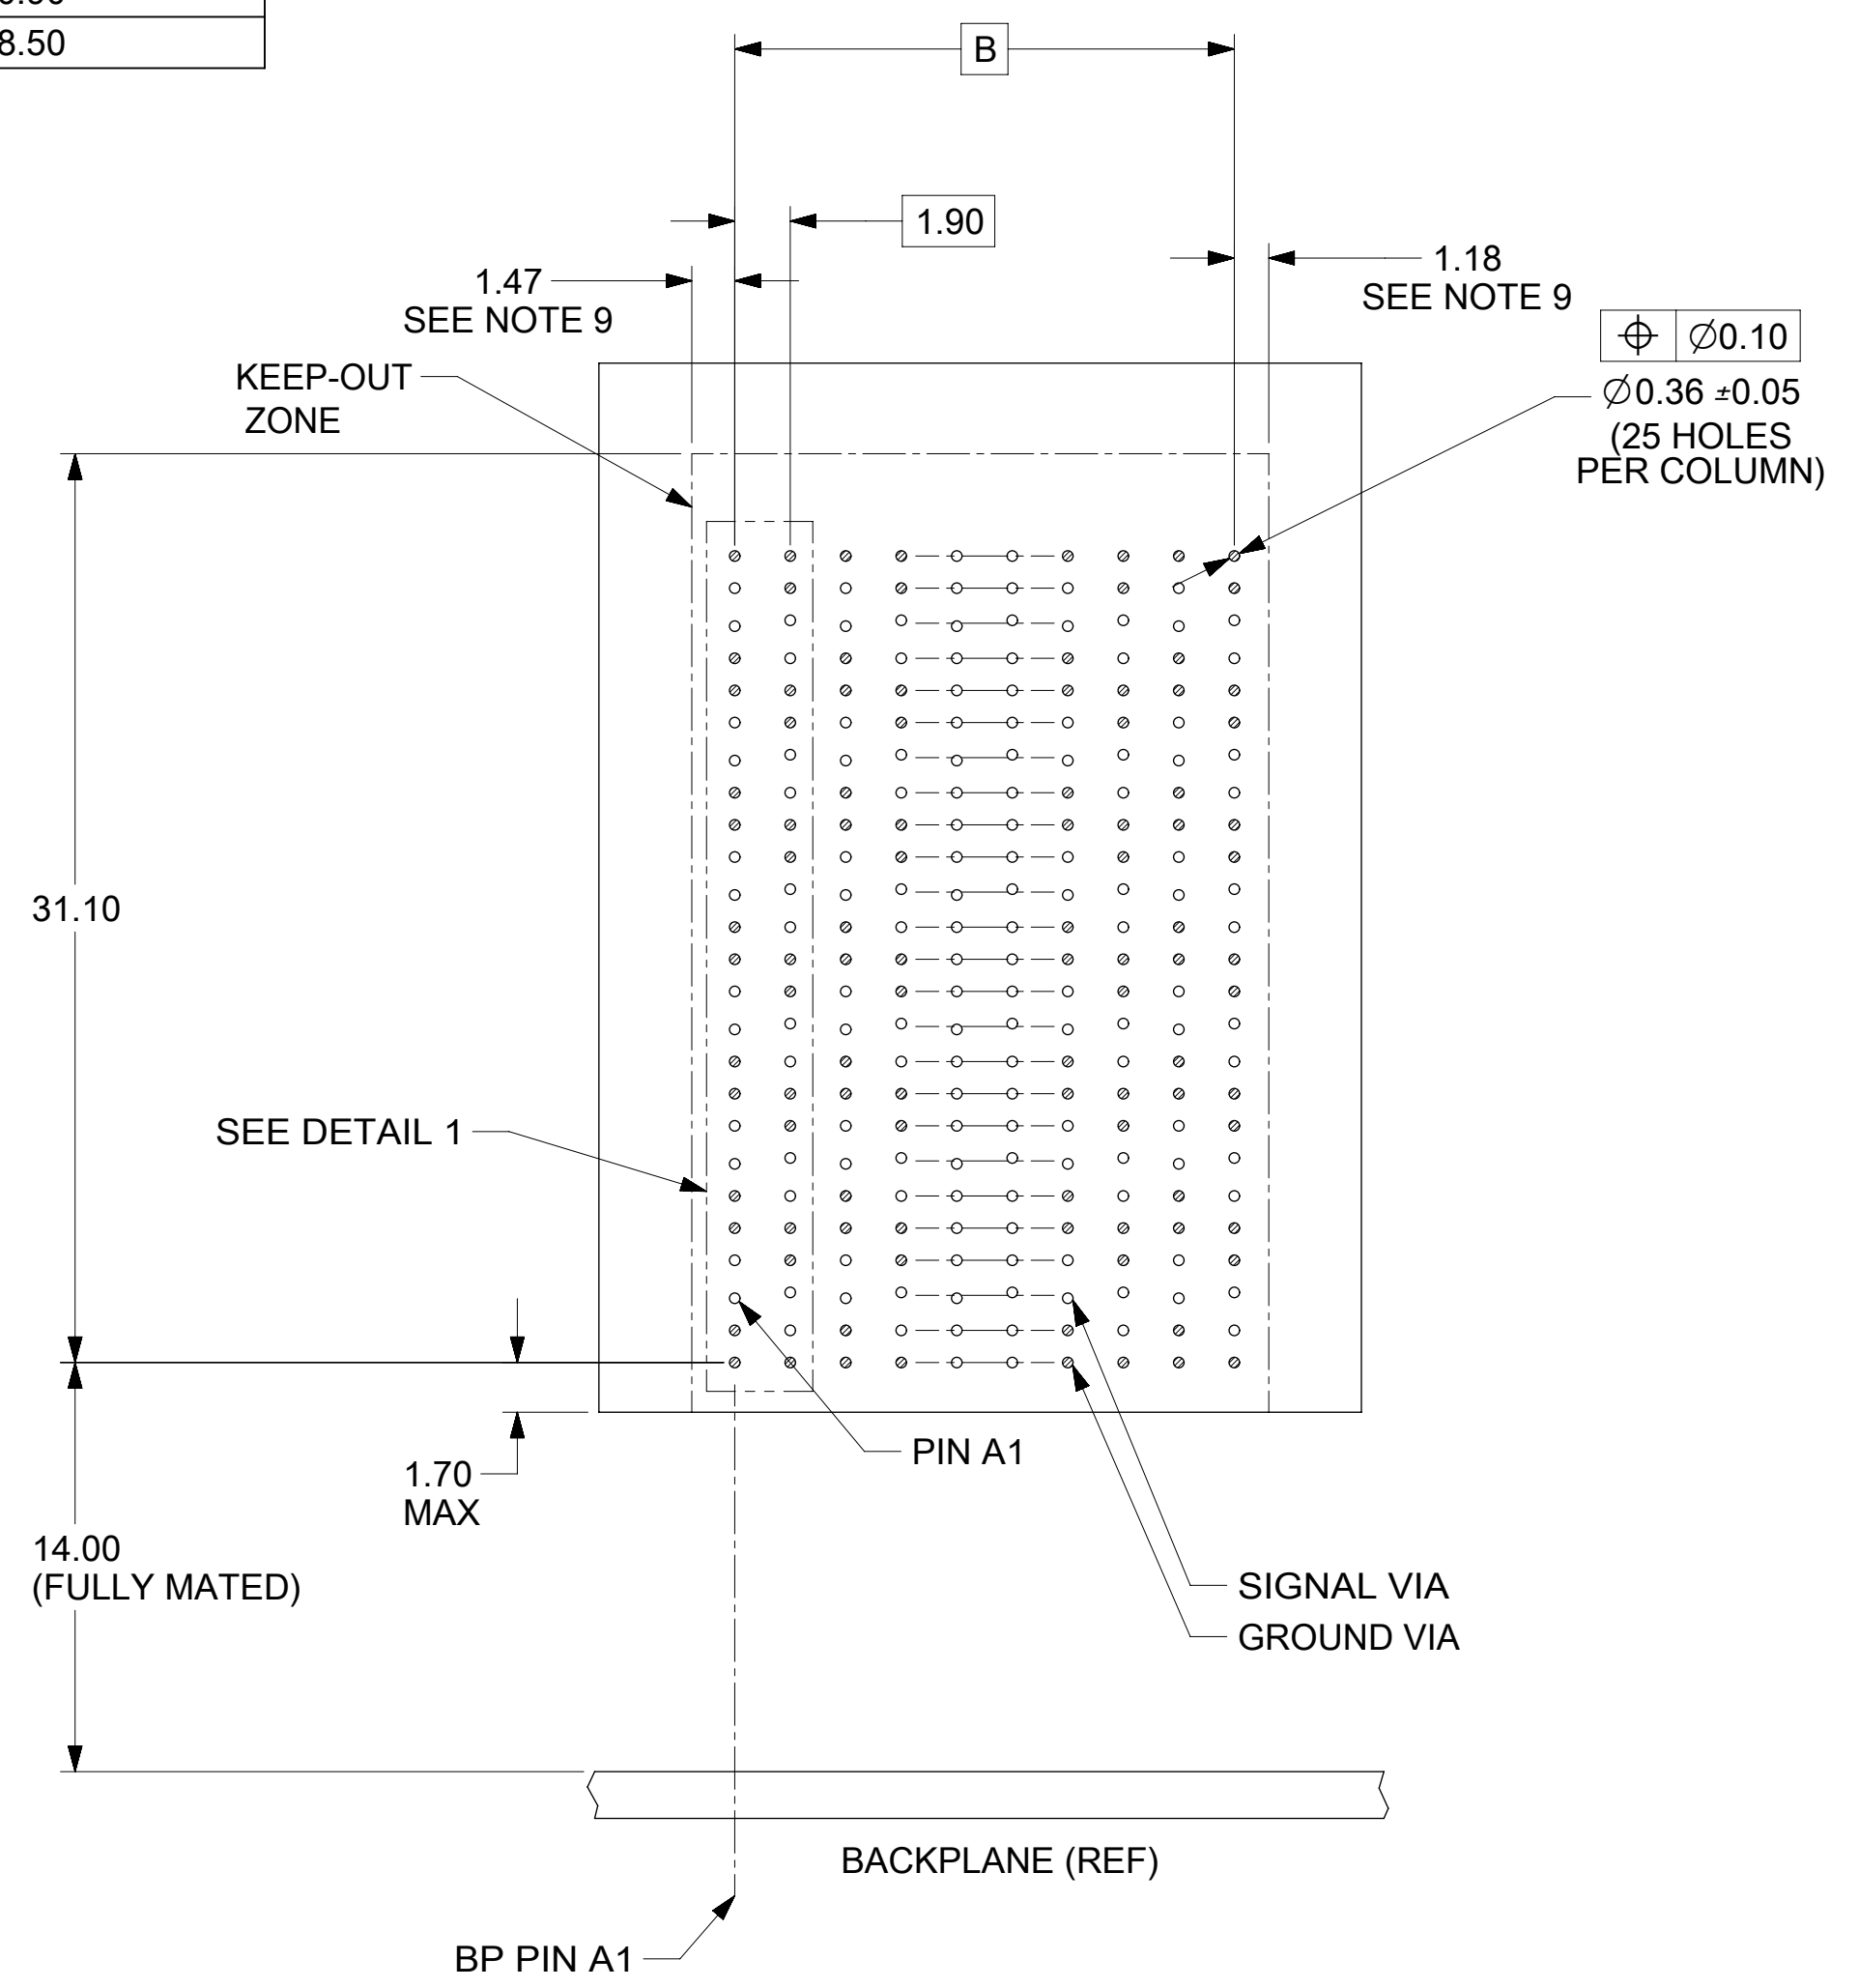 8.50
B
1.90
1.47
SEE NOTE 9
1.18
SEE NOTE 9
⌖ ∅0.10
∅0.36 ±0.05
(25 HOLES
PER COLUMN)
KEEP-OUT
ZONE
31.10
SEE DETAIL 1
PIN A1
1.70
MAX
14.00
(FULLY MATED)
SIGNAL VIA
GROUND VIA
BACKPLANE (REF)
BP PIN A1